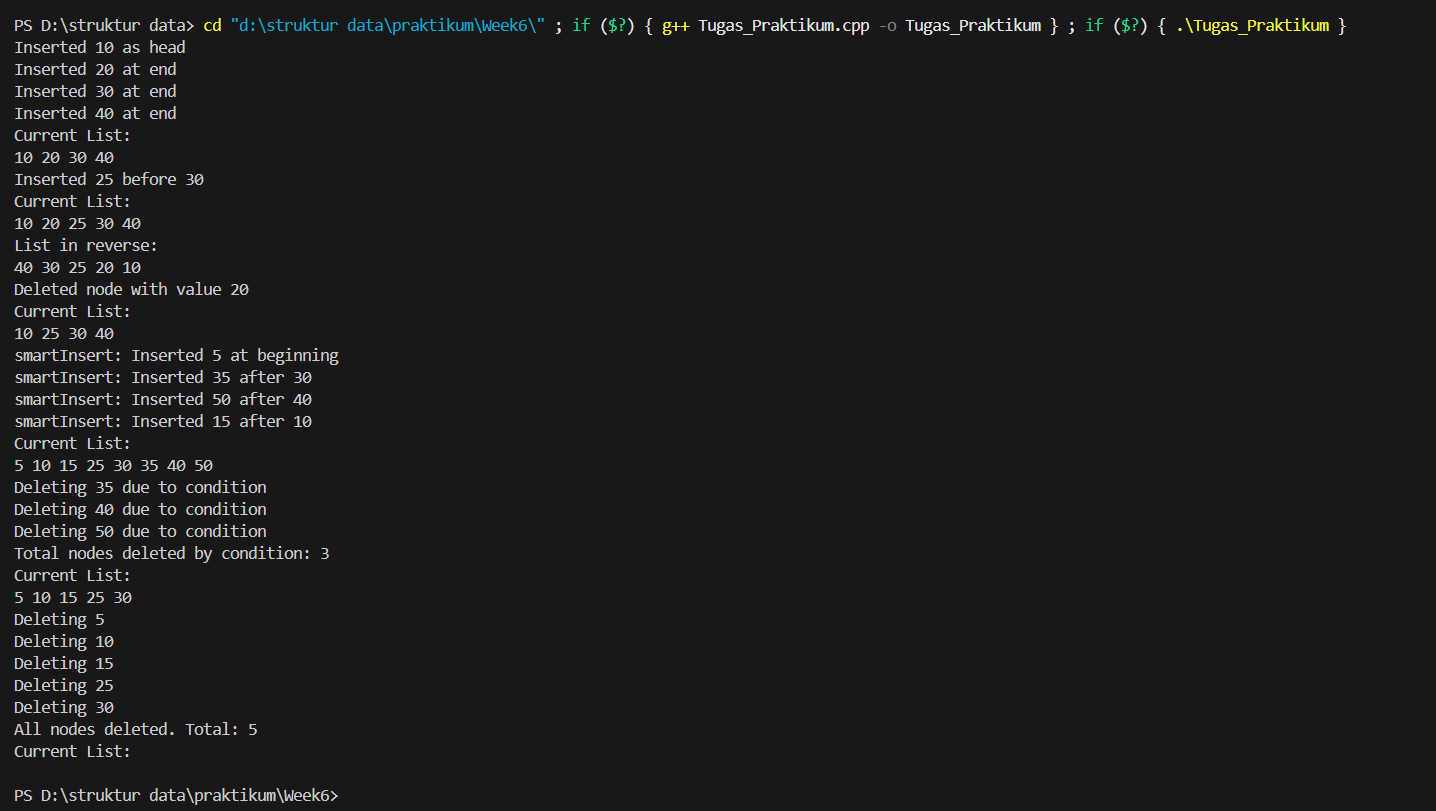 PS D:\struktur data> cd "d:\struktur data\praktikum\Week6\" ; if ($?) { g++ Tugas_Praktikum.cpp -o Tugas_Praktikum } ; if ($?) { .\Tugas_Praktikum }
Inserted 10 as head
Inserted 20 at end
Inserted 30 at end
Inserted 40 at end
Current List:
10 20 30 40
Inserted 25 before 30
Current List:
10 20 25 30 40
List in reverse:
40 30 25 20 10
Deleted node with value 20
Current List:
10 25 30 40
smartInsert: Inserted 5 at beginning
smartInsert: Inserted 35 after 30
smartInsert: Inserted 50 after 40
smartInsert: Inserted 15 after 10
Current List:
5 10 15 25 30 35 40 50
Deleting 35 due to condition
Deleting 40 due to condition
Deleting 50 due to condition
Total nodes deleted by condition: 3
Current List:
5 10 15 25 30
Deleting 5
Deleting 10
Deleting 15
Deleting 25
Deleting 30
All nodes deleted. Total: 5
Current List:
PS D:\struktur data\praktikum\Week6>